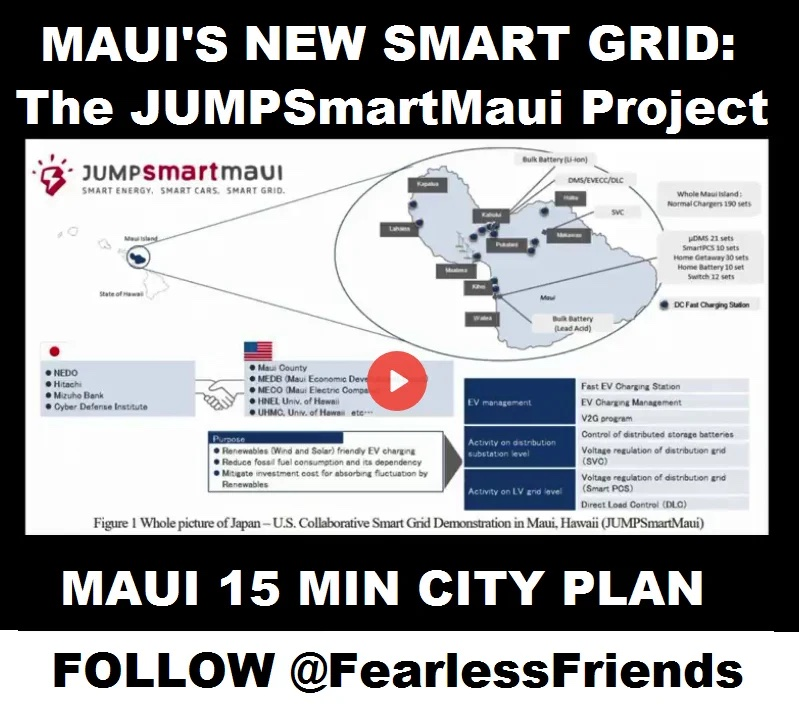 MAUI'S NEW SMART GRID:
The JUMPSmartMaui Project
JUMPsmartmaui
SMART ENERGY. SMART CARS. SMART GRID.
Maui Island
State of Hawaii
Bulk Battery (Li-ion)
DMS/EVECC/DLC
SVC
Kapalua
Lahaina
Kahului
Haiku
Makawao
Pukalani
Maalaea
Kihei
Wailea
Maui
Bulk Battery
(Lead Acid)
Whole Maui Island :
Normal Chargers 190 sets
μDMS 21 sets
SmartPCS 10 sets
Home Getaway 30 sets
Home Battery 10 set
Switch 12 sets
DC Fast Charging Station
NEDO
Hitachi
Mizuho Bank
Cyber Defense Institute
Maui County
MEDB (Maui Economic
MECO (Maui Electric
HNEI, Univ. of Hawaii
UHMC, Univ. of Hawaii etc…
Purpose
Renewables (Wind and Solar) friendly EV charging
Reduce fossil fuel consumption and its dependency
Mitigate investment cost for absorbing fluctuation by
Renewables
EV management
Fast EV Charging Station
EV Charging Management
V2G program
Activity on distribution
substation level
Control of distributed storage batteries
Voltage regulation of distribution grid
(SVC)
Activity on LV grid level
Voltage regulation of distribution grid
(Smart PCS)
Direct Load Control (DLC)
Figure 1 Whole picture of Japan – U.S. Collaborative Smart Grid Demonstration in Maui, Hawaii (JUMPSmartMaui)
MAUI 15 MIN CITY PLAN
FOLLOW @FearlessFriends